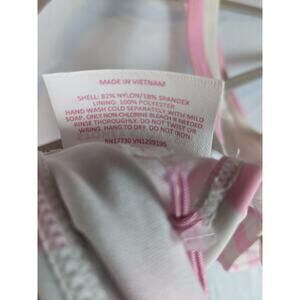 MADE IN VIETNAM
SHELL: 82% NYLON/18% SPANDEX
LINING: 100% POLYESTER
HAND WASH COLD SEPARATELY WITH MILD
SOAP, ONLY NON-CHLORINE BLEACH IF NEEDED.
RINSE THOROUGHLY. DO NOT TWIST OR
WRING. HANG TO DRY. DO NOT IRON.
RN17730